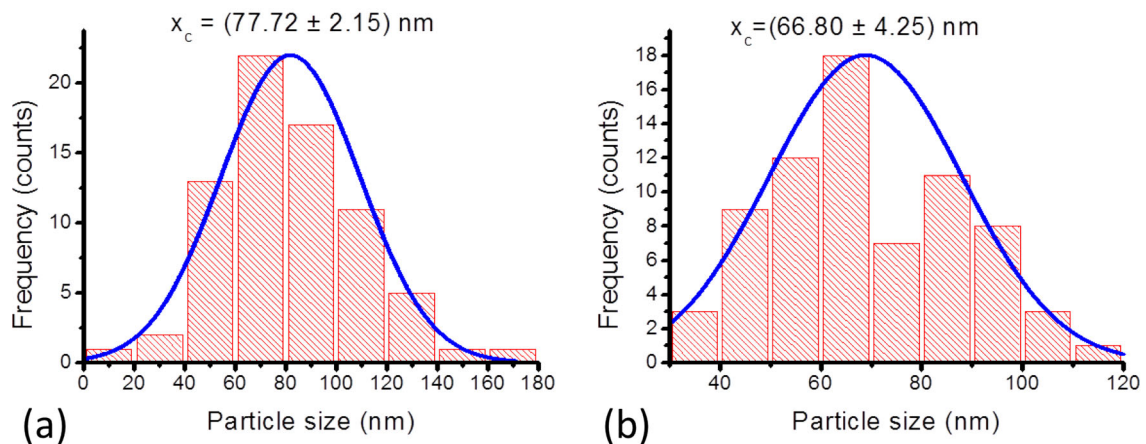 x_c = (77.72 ± 2.15) nm
Frequency (counts)
20
15
10
5
0
0 20 40 60 80 100 120 140 160 180
Particle size (nm)
(a)
x_c=(66.80 ± 4.25) nm
Frequency (counts)
18
16
14
12
10
8
6
4
2
0
40 60 80 100 120
Particle size (nm)
(b)